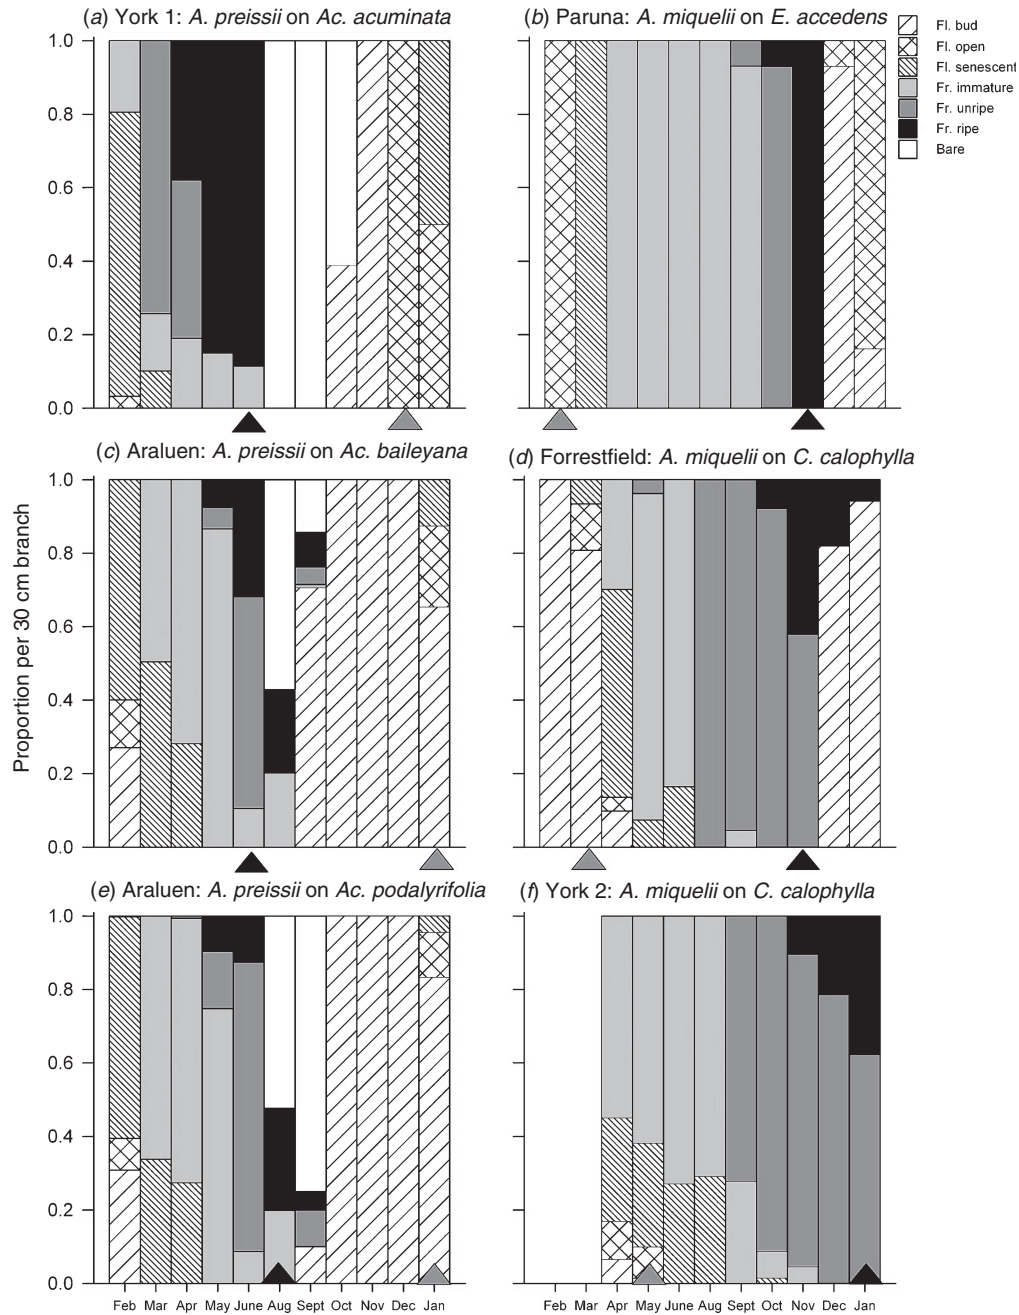 (a) York 1: A. preissii on Ac. acuminata
(b) Paruna: A. miquelii on E. accedens
Fl. bud
Fl. open
Fl. senescent
Fr. immature
Fr. unripe
Fr. ripe
Bare
1.0
0.8
0.6
0.4
0.2
0.0
(c) Araluen: A. preissii on Ac. baileyana
(d) Forrestfield: A. miquelii on C. calophylla
Proportion per 30 cm branch
1.0
0.8
0.6
0.4
0.2
0.0
(e) Araluen: A. preissii on Ac. podalyrifolia
(f) York 2: A. miquelii on C. calophylla
1.0
0.8
0.6
0.4
0.2
0.0
Feb Mar Apr May June Aug Sept Oct Nov Dec Jan
Feb Mar Apr May June Aug Sept Oct Nov Dec Jan